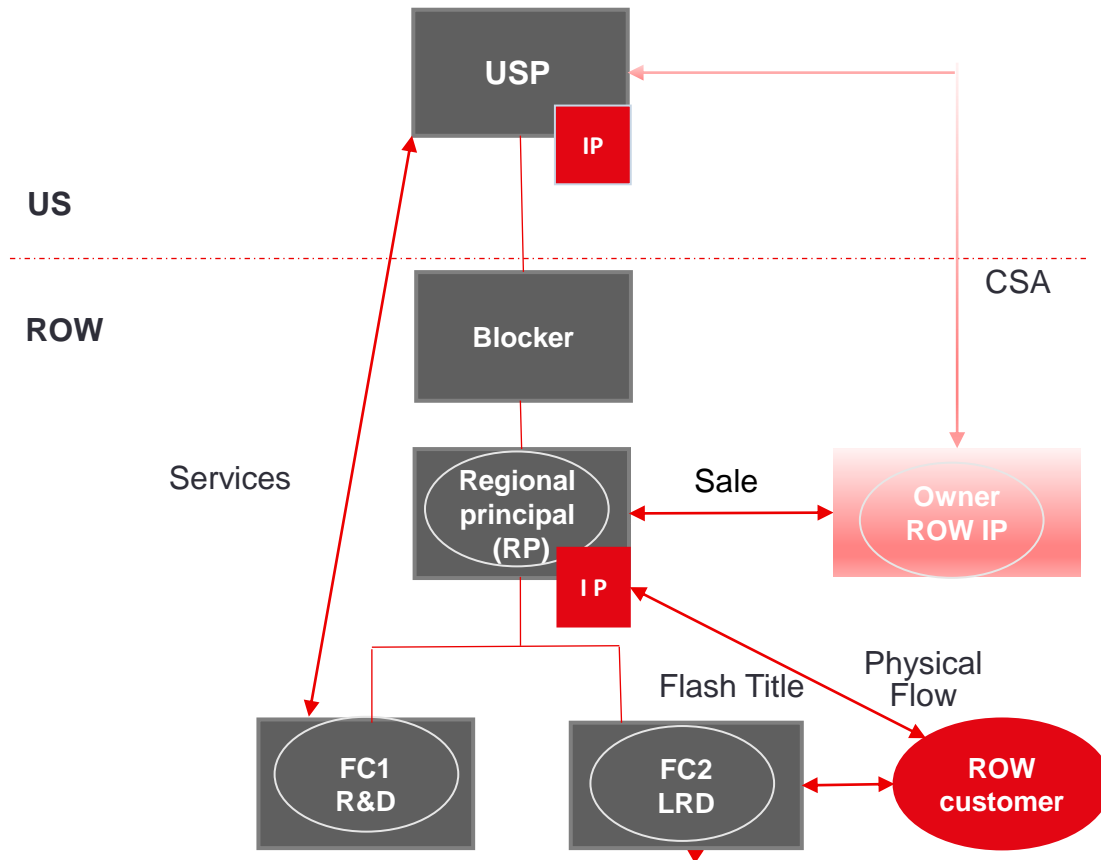 USP
IP
US
CSA
ROW
Blocker
Services
Regional
principal
(RP)
Sale
Owner
ROW IP
I P
Flash Title
Physical
Flow
FC1
R&D
FC2
LRD
ROW
customer